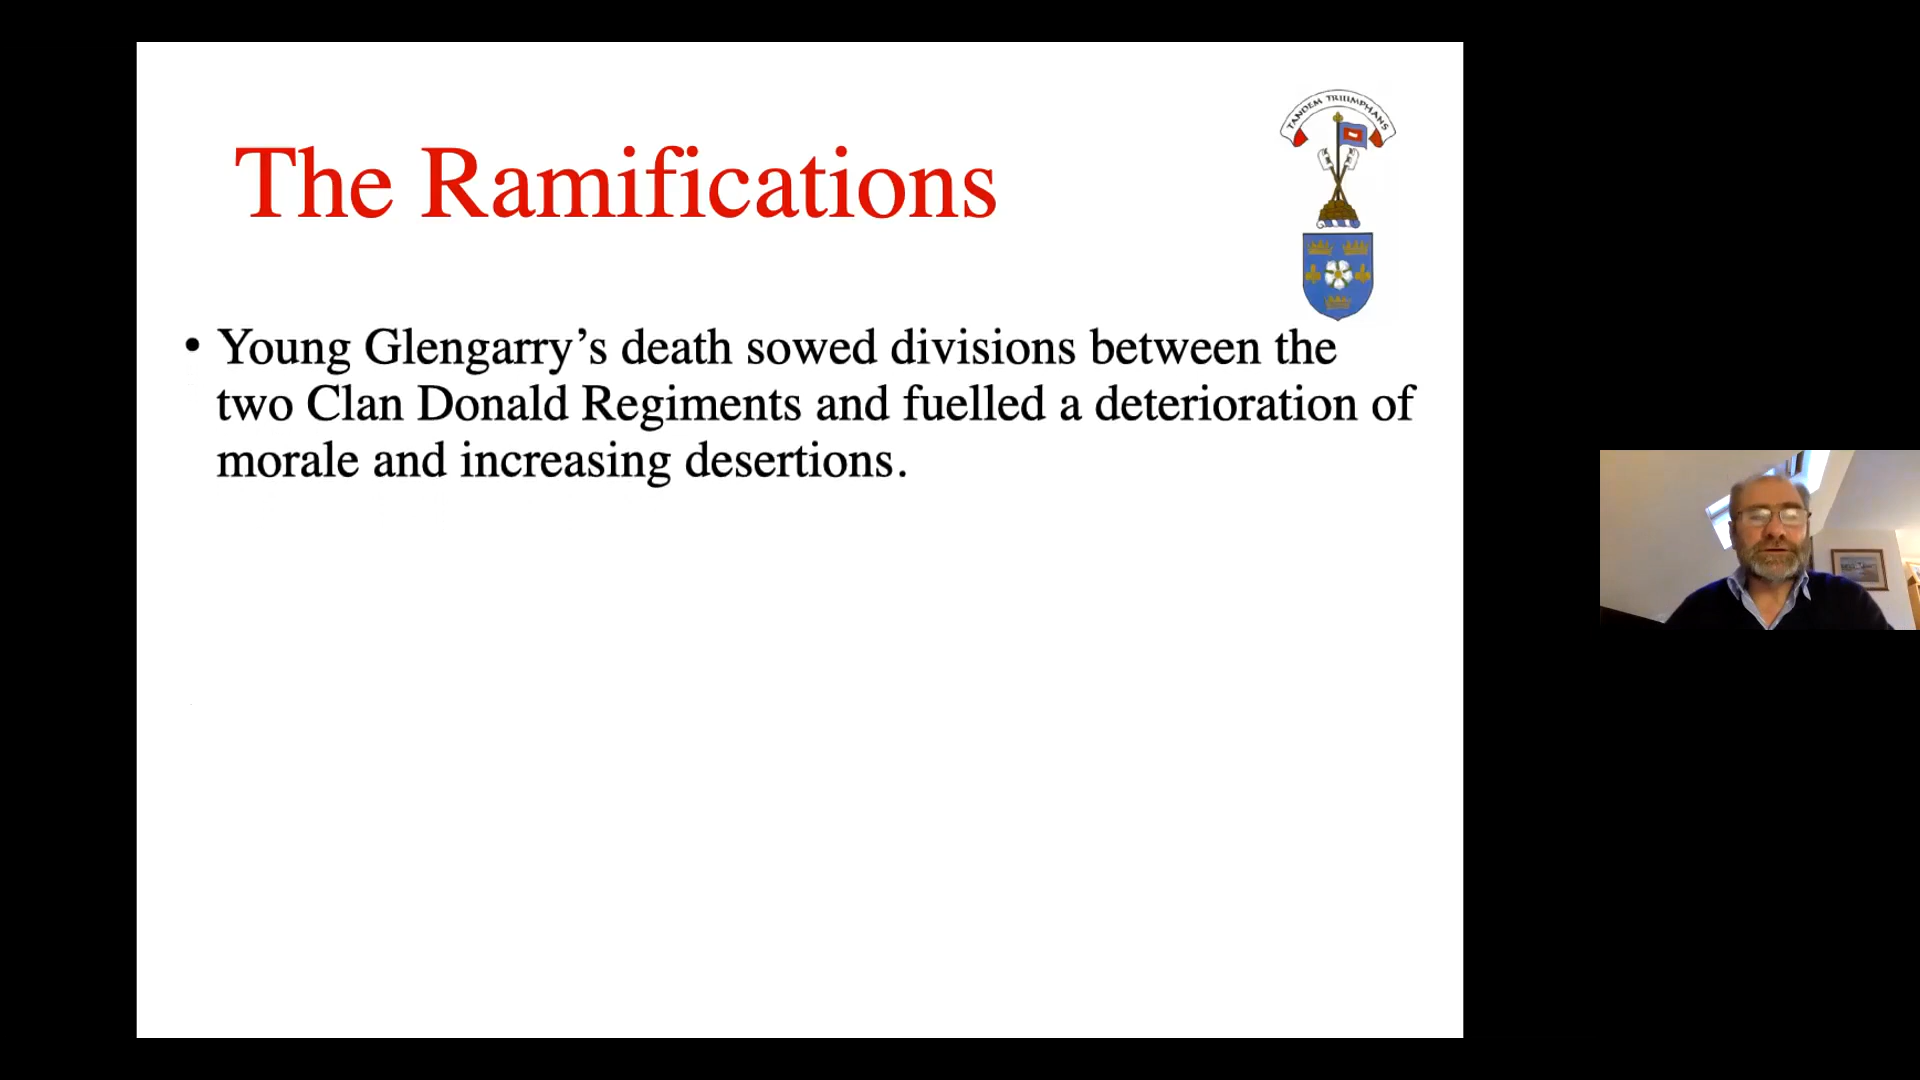 TANDEM TRIUMPHANS
The Ramifications
• Young Glengarry’s death sowed divisions between the
two Clan Donald Regiments and fuelled a deterioration of
morale and increasing desertions.